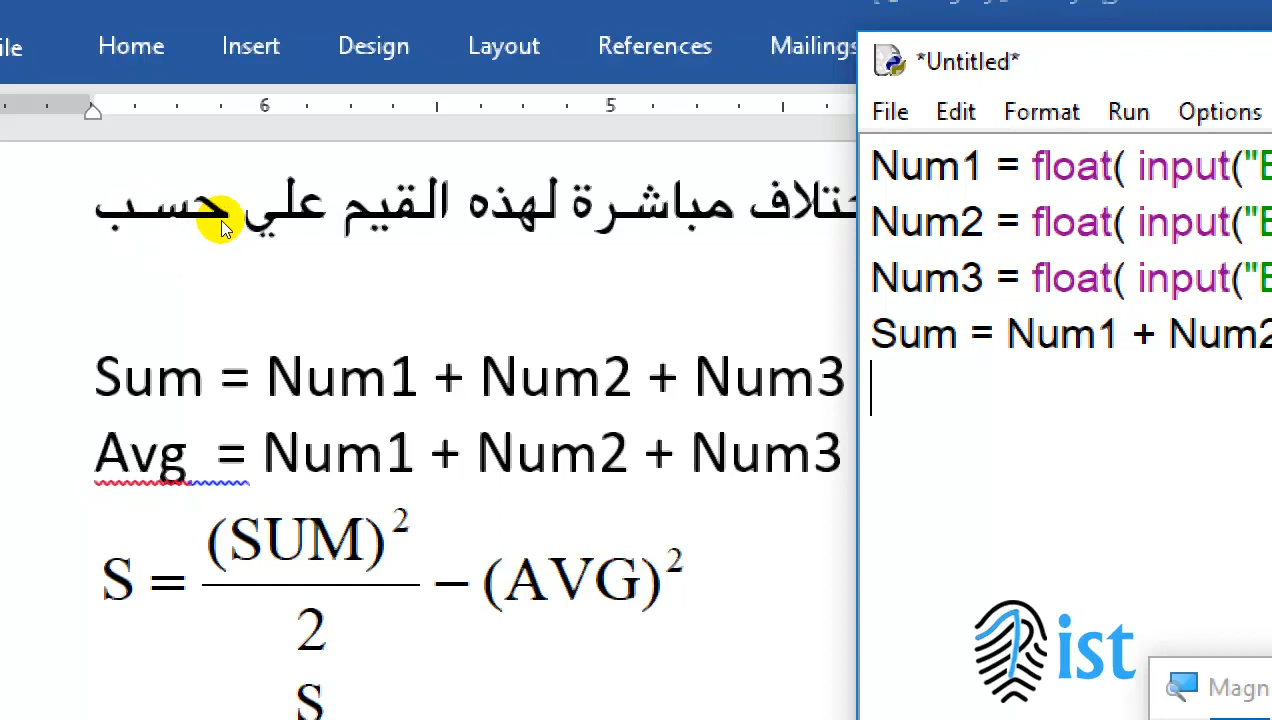 Home Insert Design Layout References Mailings
6 5
مباشرة لهذه القيم علي حسب
Sum = Num1 + Num2 + Num3
Avg = Num1 + Num2 + Num3
S = (SUM)² / 2 − (AVG)²
S
*Untitled*
File Edit Format Run Options
Num1 = float( input("
Num2 = float( input("
Num3 = float( input("
Sum = Num1 + Num2
ist